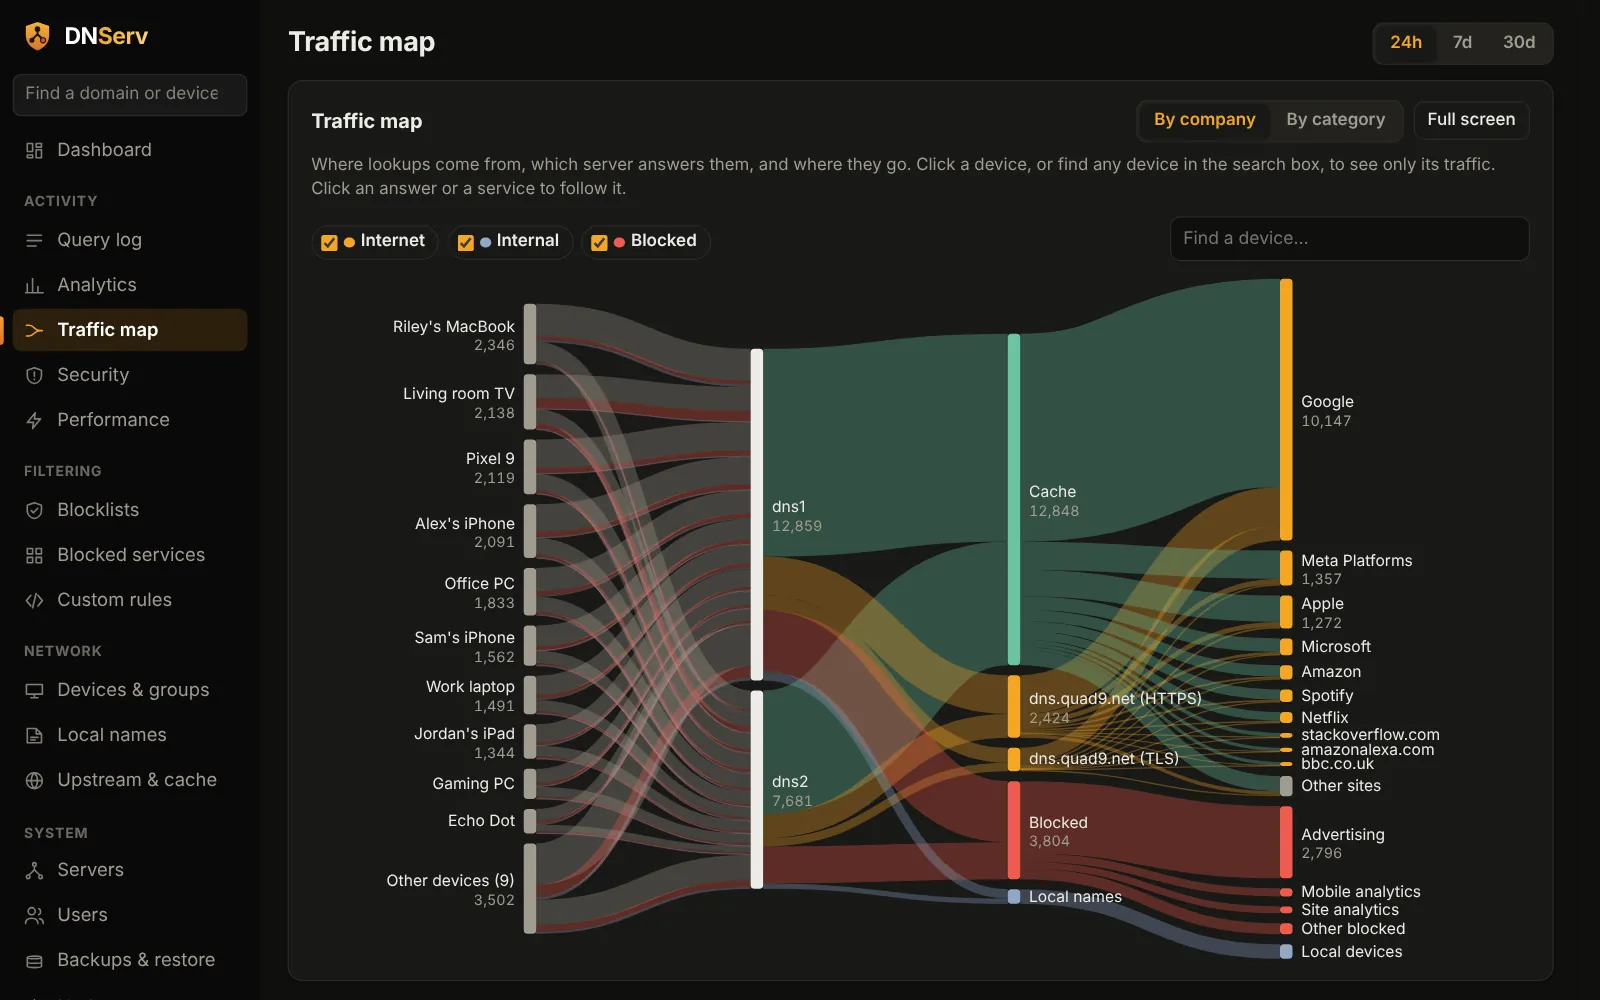 DNServ
Find a domain or device
Dashboard
ACTIVITY
Query log
Analytics
Traffic map
Security
Performance
FILTERING
Blocklists
Blocked services
Custom rules
NETWORK
Devices & groups
Local names
Upstream & cache
SYSTEM
Servers
Users
Backups & restore
Traffic map
24h 7d 30d
Traffic map
By company By category Full screen
Where lookups come from, which server answers them, and where they go. Click a device, or find any device in the search box, to see only its traffic.
Click an answer or a service to follow it.
Internet Internal Blocked
Find a device...
Riley's MacBook
2,346
Living room TV
2,138
Pixel 9
2,119
Alex's iPhone
2,091
Office PC
1,833
Sam's iPhone
1,562
Work laptop
1,491
Jordan's iPad
1,344
Gaming PC
Echo Dot
Other devices (9)
3,502
dns1
12,859
dns2
7,681
Cache
12,848
dns.quad9.net (HTTPS)
2,424
dns.quad9.net (TLS)
Blocked
3,804
Local names
Google
10,147
Meta Platforms
1,357
Apple
1,272
Microsoft
Amazon
Spotify
Netflix
stackoverflow.com
amazonalexa.com
bbc.co.uk
Other sites
Advertising
2,796
Mobile analytics
Site analytics
Other blocked
Local devices